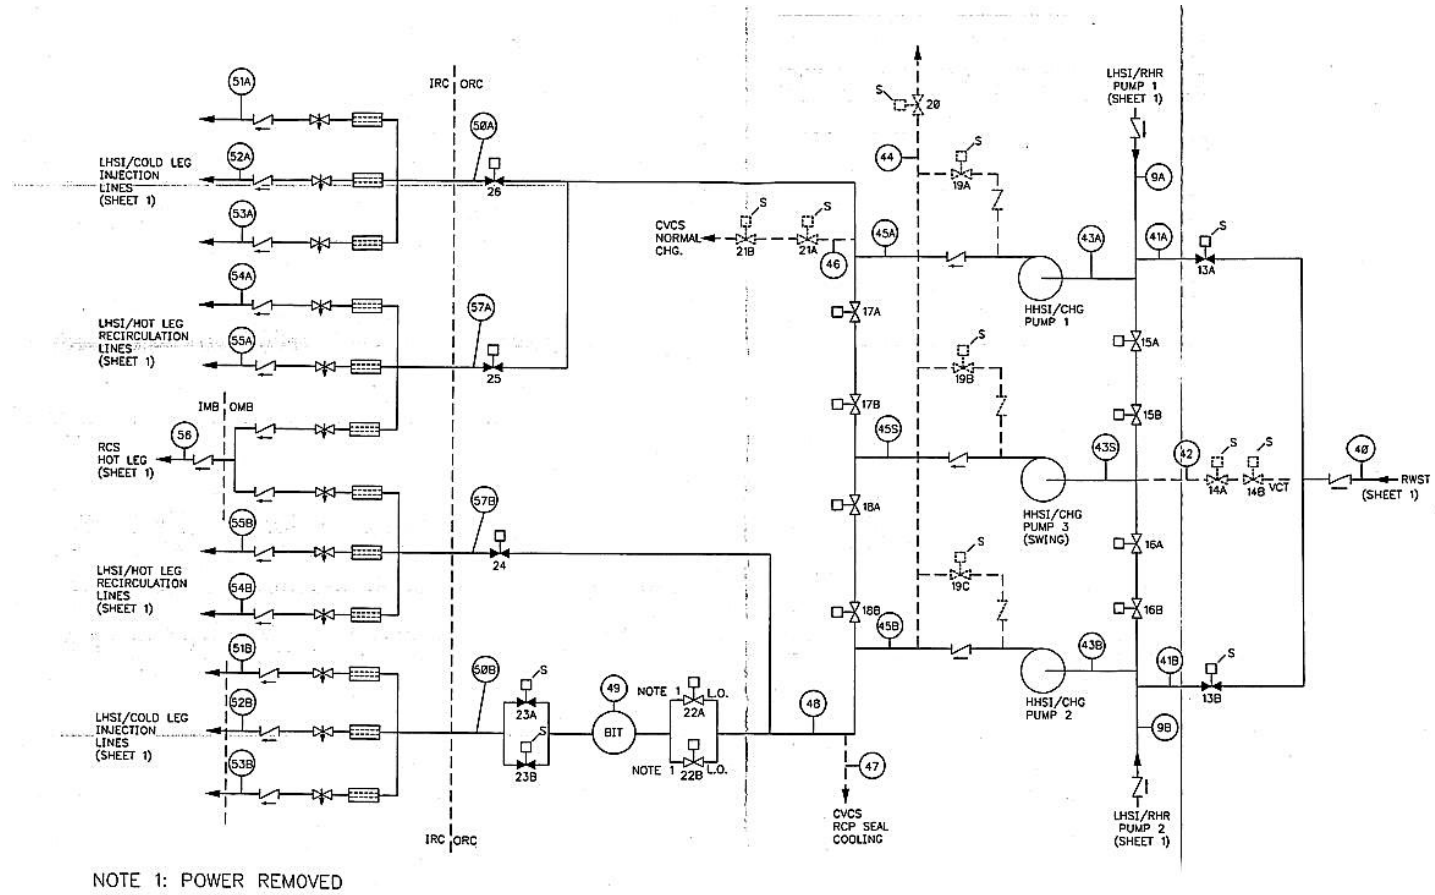 IRC ORC
LHSI/RHR
PUMP 1
(SHEET 1)
51A
S
20
50A
44
S
19A
52A
LHSI/COLD LEG
INJECTION
LINES
(SHEET 1)
26
9A
53A
CVCS
NORMAL
CHG.
S
21B
S
21A
46
45A
43A
41A
S
13A
54A
HHSI/CHG
PUMP 1
57A
17A
LHSI/HOT LEG
RECIRCULATION
LINES
(SHEET 1)
55A
25
S
19B
15A
IMB OMB
17B
15B
56
RCS
HOT LEG
(SHEET 1)
45S
43S
42
S
14A
S
14B
VCT
40
RWST
(SHEET 1)
57B
18A
HHSI/CHG
PUMP 3
(SWING)
55B
24
16A
LHSI/HOT LEG
RECIRCULATION
LINES
(SHEET 1)
54B
S
19C
18B
16B
45B
51B
50B
43B
41B
S
13B
S
23A
49
BIT
NOTE 1
L.O.
22A
48
HHSI/CHG
PUMP 2
52B
LHSI/COLD LEG
INJECTION
LINES
(SHEET 1)
9B
53B
S
23B
NOTE 1
L.O.
22B
47
CVCS
RCP SEAL
COOLING
LHSI/RHR
PUMP 2
(SHEET 1)
IRC ORC
NOTE 1: POWER REMOVED